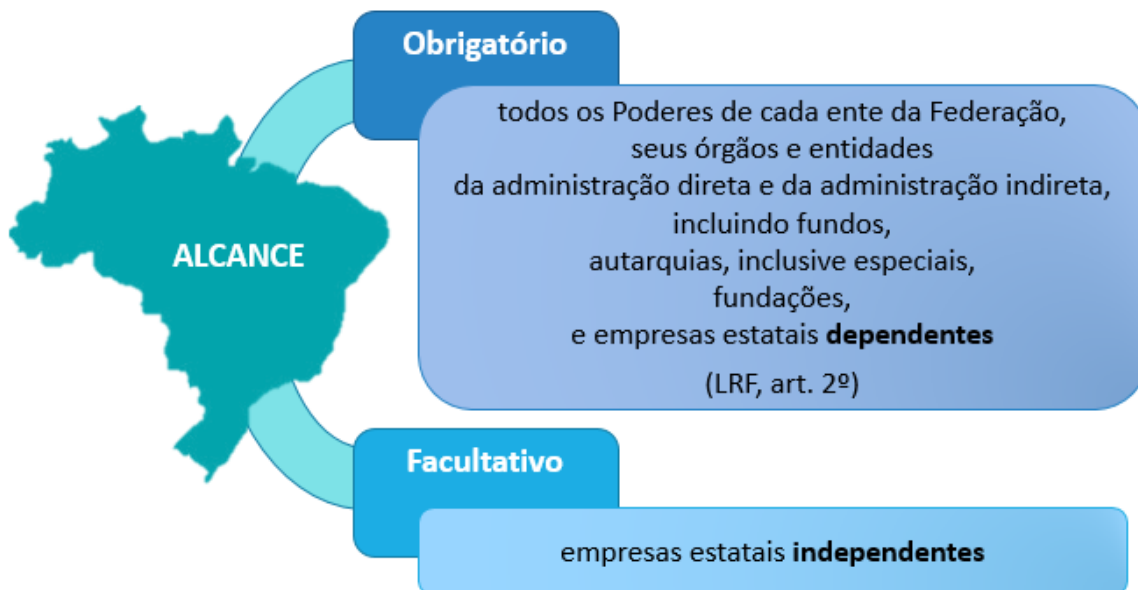 ALCANCE
Obrigatório
todos os Poderes de cada ente da Federação,
seus órgãos e entidades
da administração direta e da administração indireta,
incluindo fundos,
autarquias, inclusive especiais,
fundações,
e empresas estatais dependentes
(LRF, art. 2º)
Facultativo
empresas estatais independentes